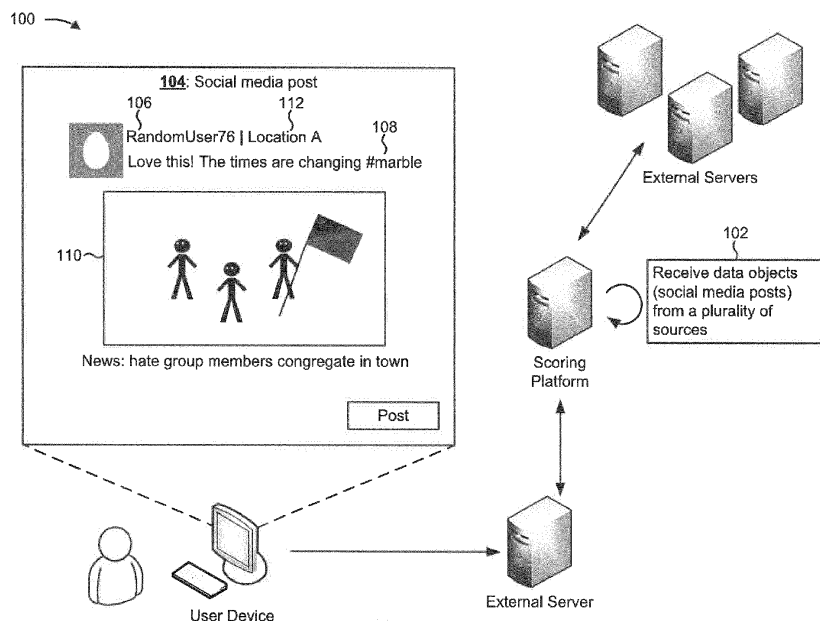 100
104: Social media post
106
112
RandomUser76 | Location A
108
Love this! The times are changing #marble
110
News: hate group members congregate in town
Post
User Device
External Server
External Servers
102
Receive data objects
(social media posts)
from a plurality of
sources
Scoring
Platform